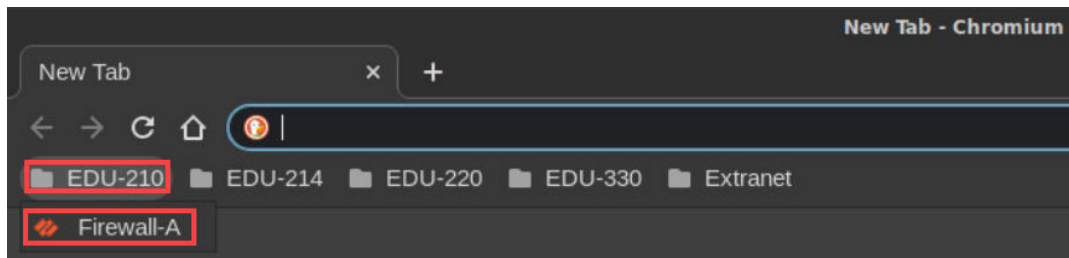 New Tab - Chromium
New Tab
EDU-210 EDU-214 EDU-220 EDU-330 Extranet
Firewall-A